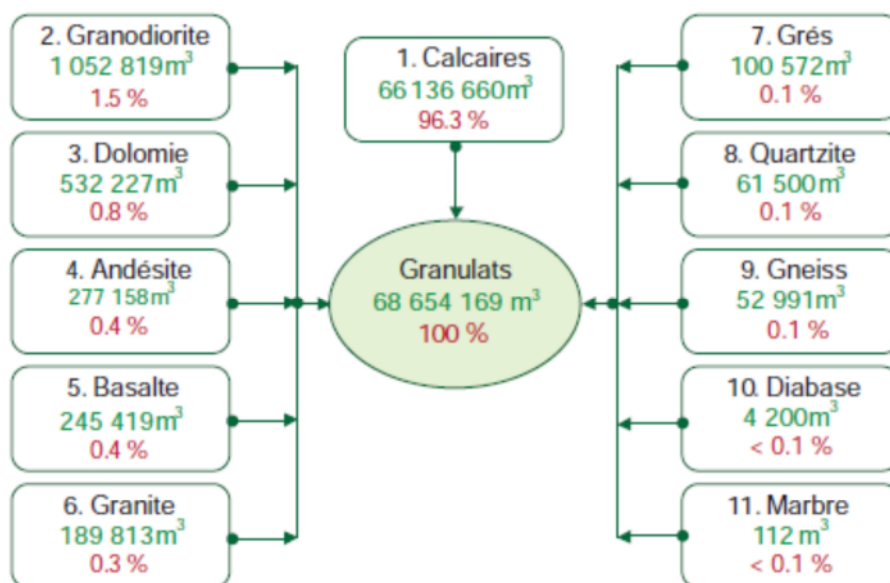 2. Granodiorite
1 052 819m³
1.5 %
3. Dolomie
532 227m³
0.8 %
4. Andésite
277 158m³
0.4 %
5. Basalte
245 419m³
0.4 %
6. Granite
189 813m³
0.3 %
1. Calcaires
66 136 660m³
96.3 %
Granulats
68 654 169 m³
100 %
7. Grés
100 572m³
0.1 %
8. Quartzite
61 500m³
0.1 %
9. Gneiss
52 991m³
0.1 %
10. Diabase
4 200m³
< 0.1 %
11. Marbre
112 m³
< 0.1 %